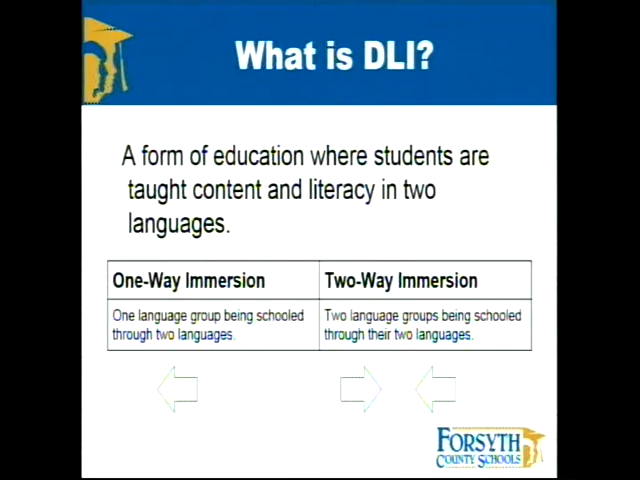 What is DLI?
A form of education where students are
taught content and literacy in two
languages.
One-Way Immersion
Two-Way Immersion
One language group being schooled
through two languages.
Two language groups being schooled
through their two languages.
FORSYTH
COUNTY SCHOOLS